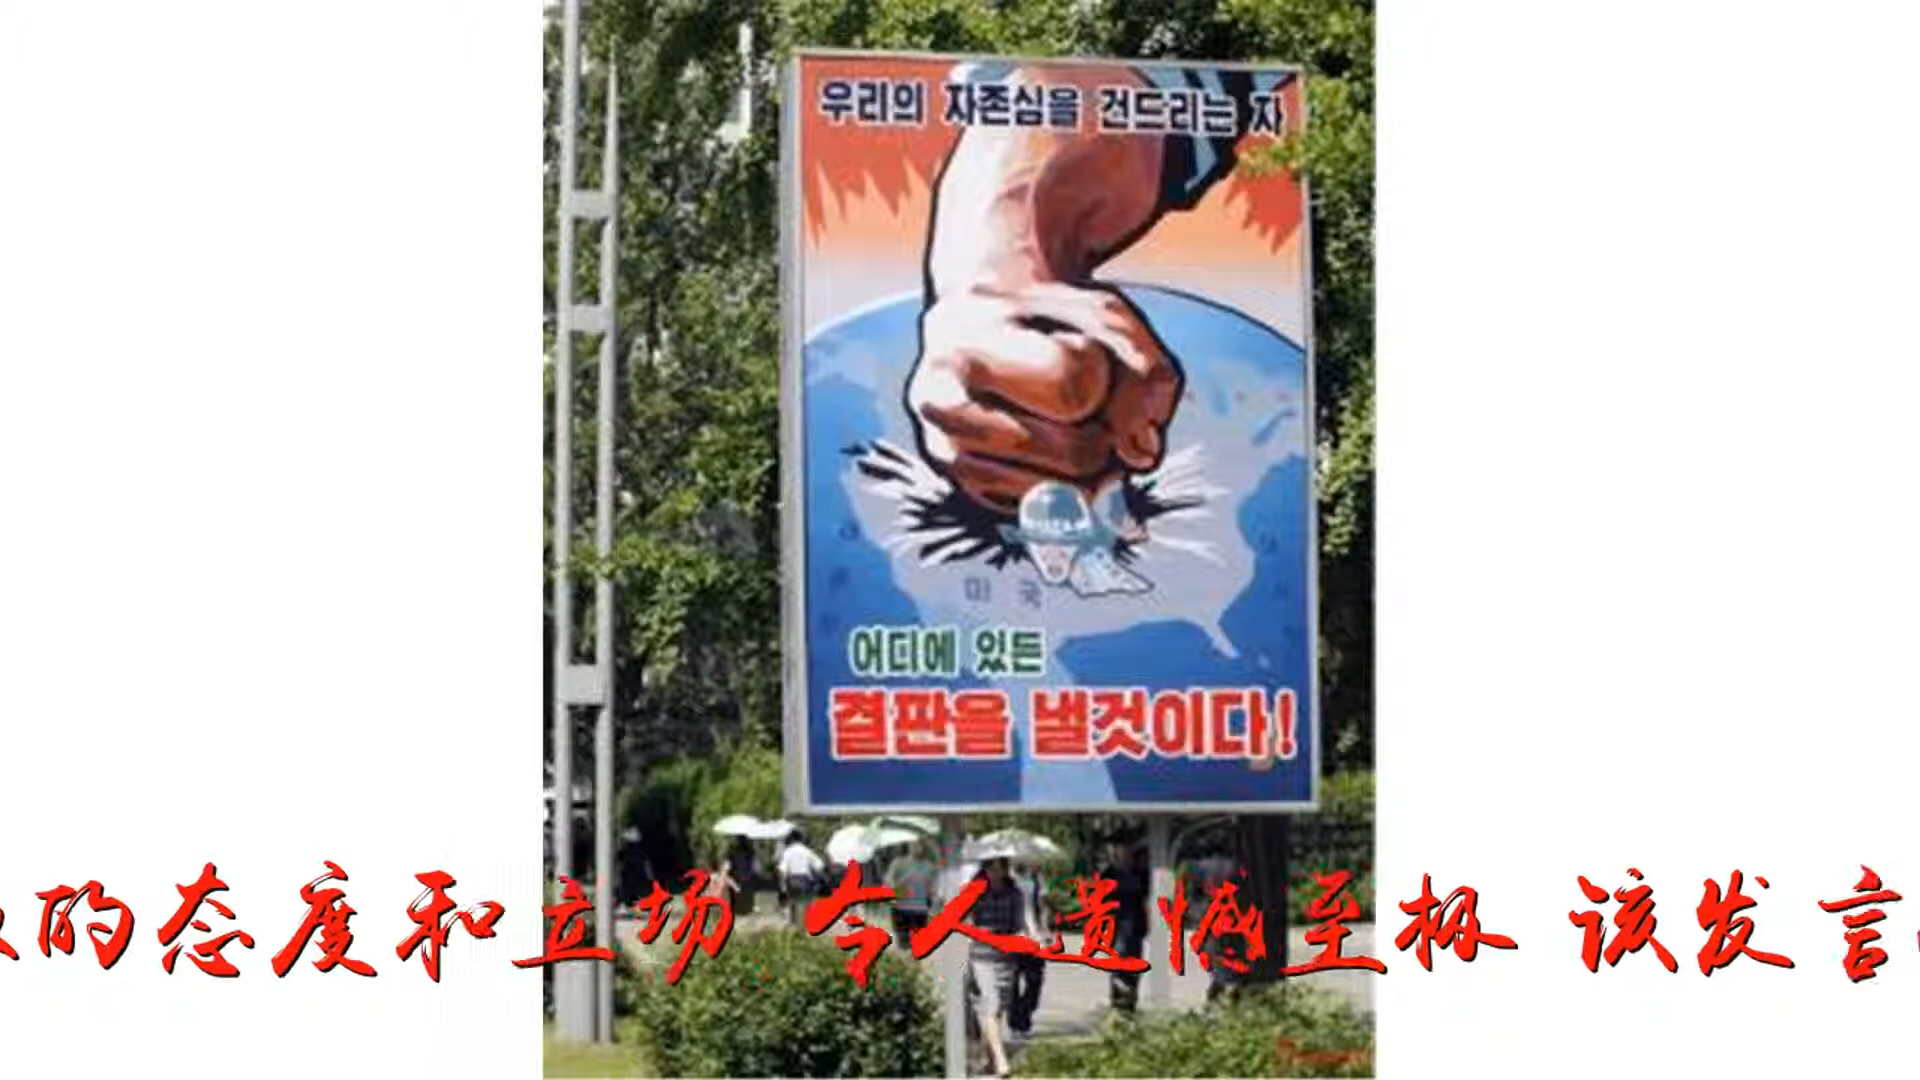 우리의 자존심을 건드리는 자
미 국
어디에 있든
결판을 낼것이다!
的态度和立场 令人遗憾至极 该发言